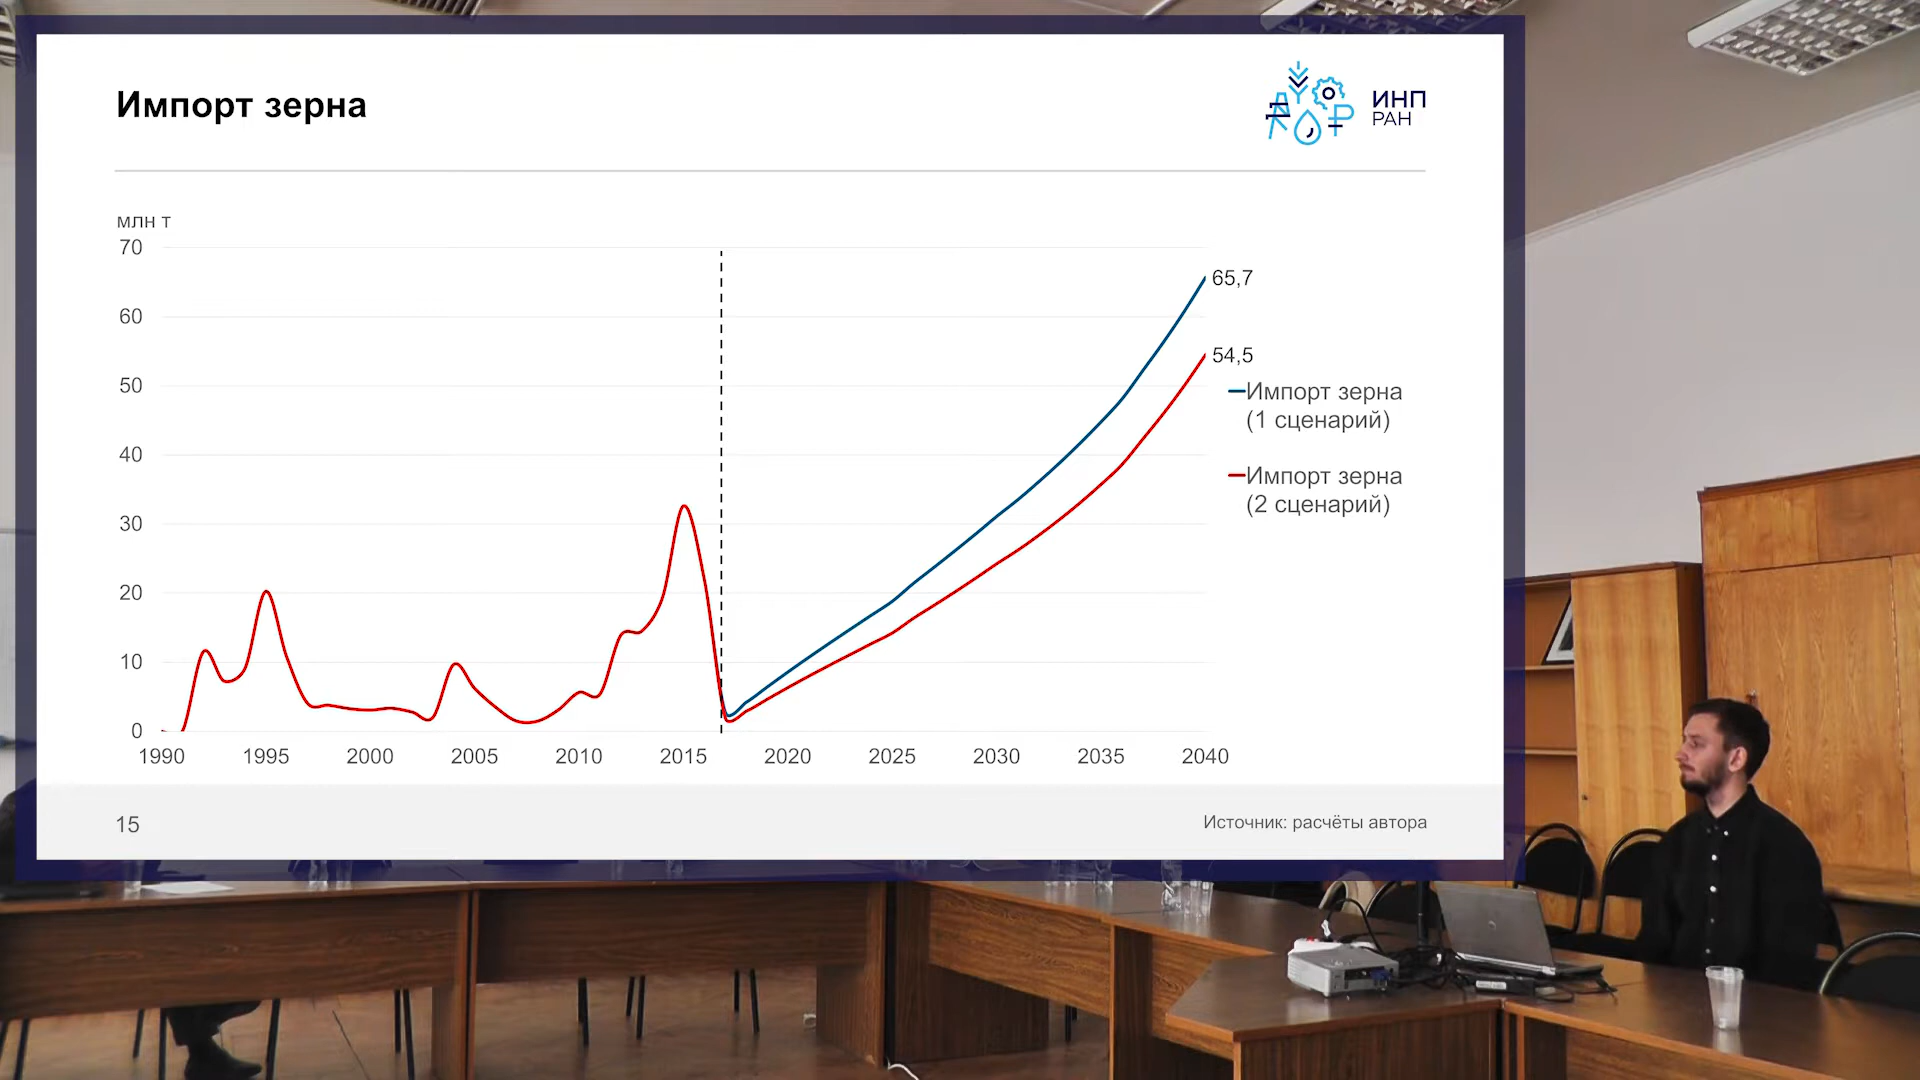 Импорт зерна
ИНП
РАН
млн т
70
60
50
40
30
20
10
0
1990 1995 2000 2005 2010 2015 2020 2025 2030 2035 2040
65,7
54,5
Импорт зерна
(1 сценарий)
Импорт зерна
(2 сценарий)
15
Источник: расчёты автора